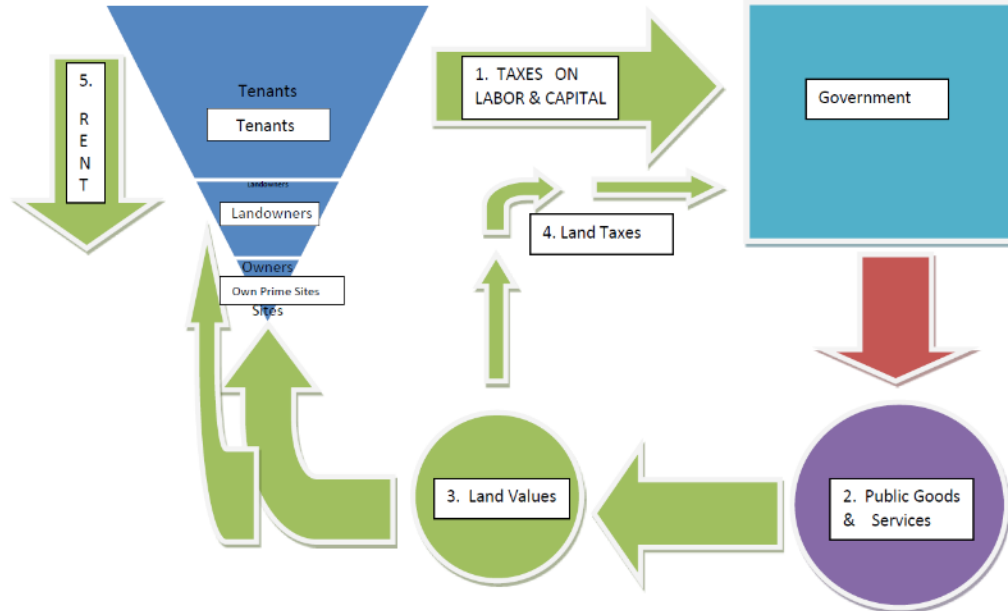 5.
R
E
N
T
Tenants
Tenants
Landowners
Landowners
Owners
Own Prime Sites
Sites
1. TAXES ON
LABOR & CAPITAL
Government
4. Land Taxes
3. Land Values
2. Public Goods
& Services